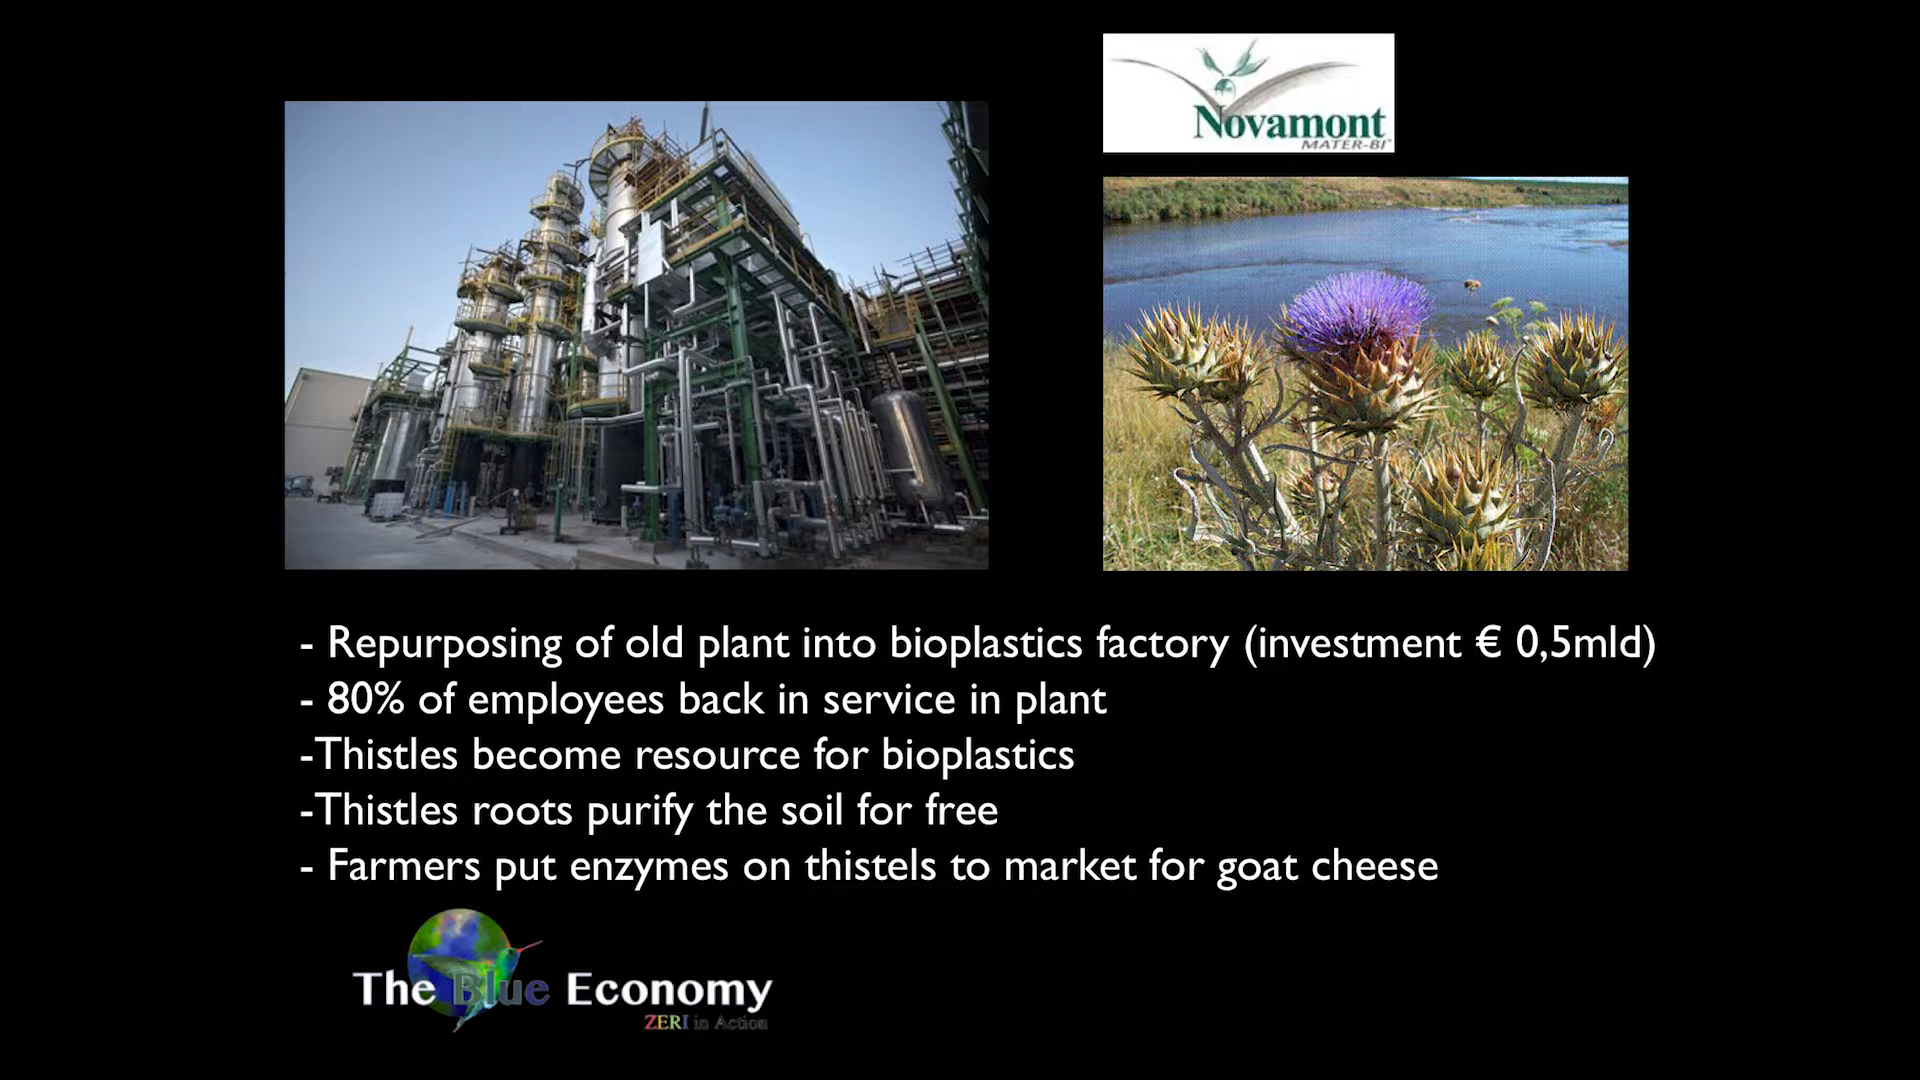 Novamont
MATER-BI
- Repurposing of old plant into bioplastics factory (investment € 0,5mld)
- 80% of employees back in service in plant
-Thistles become resource for bioplastics
-Thistles roots purify the soil for free
- Farmers put enzymes on thistels to market for goat cheese
The Blue Economy
ZERI in Action